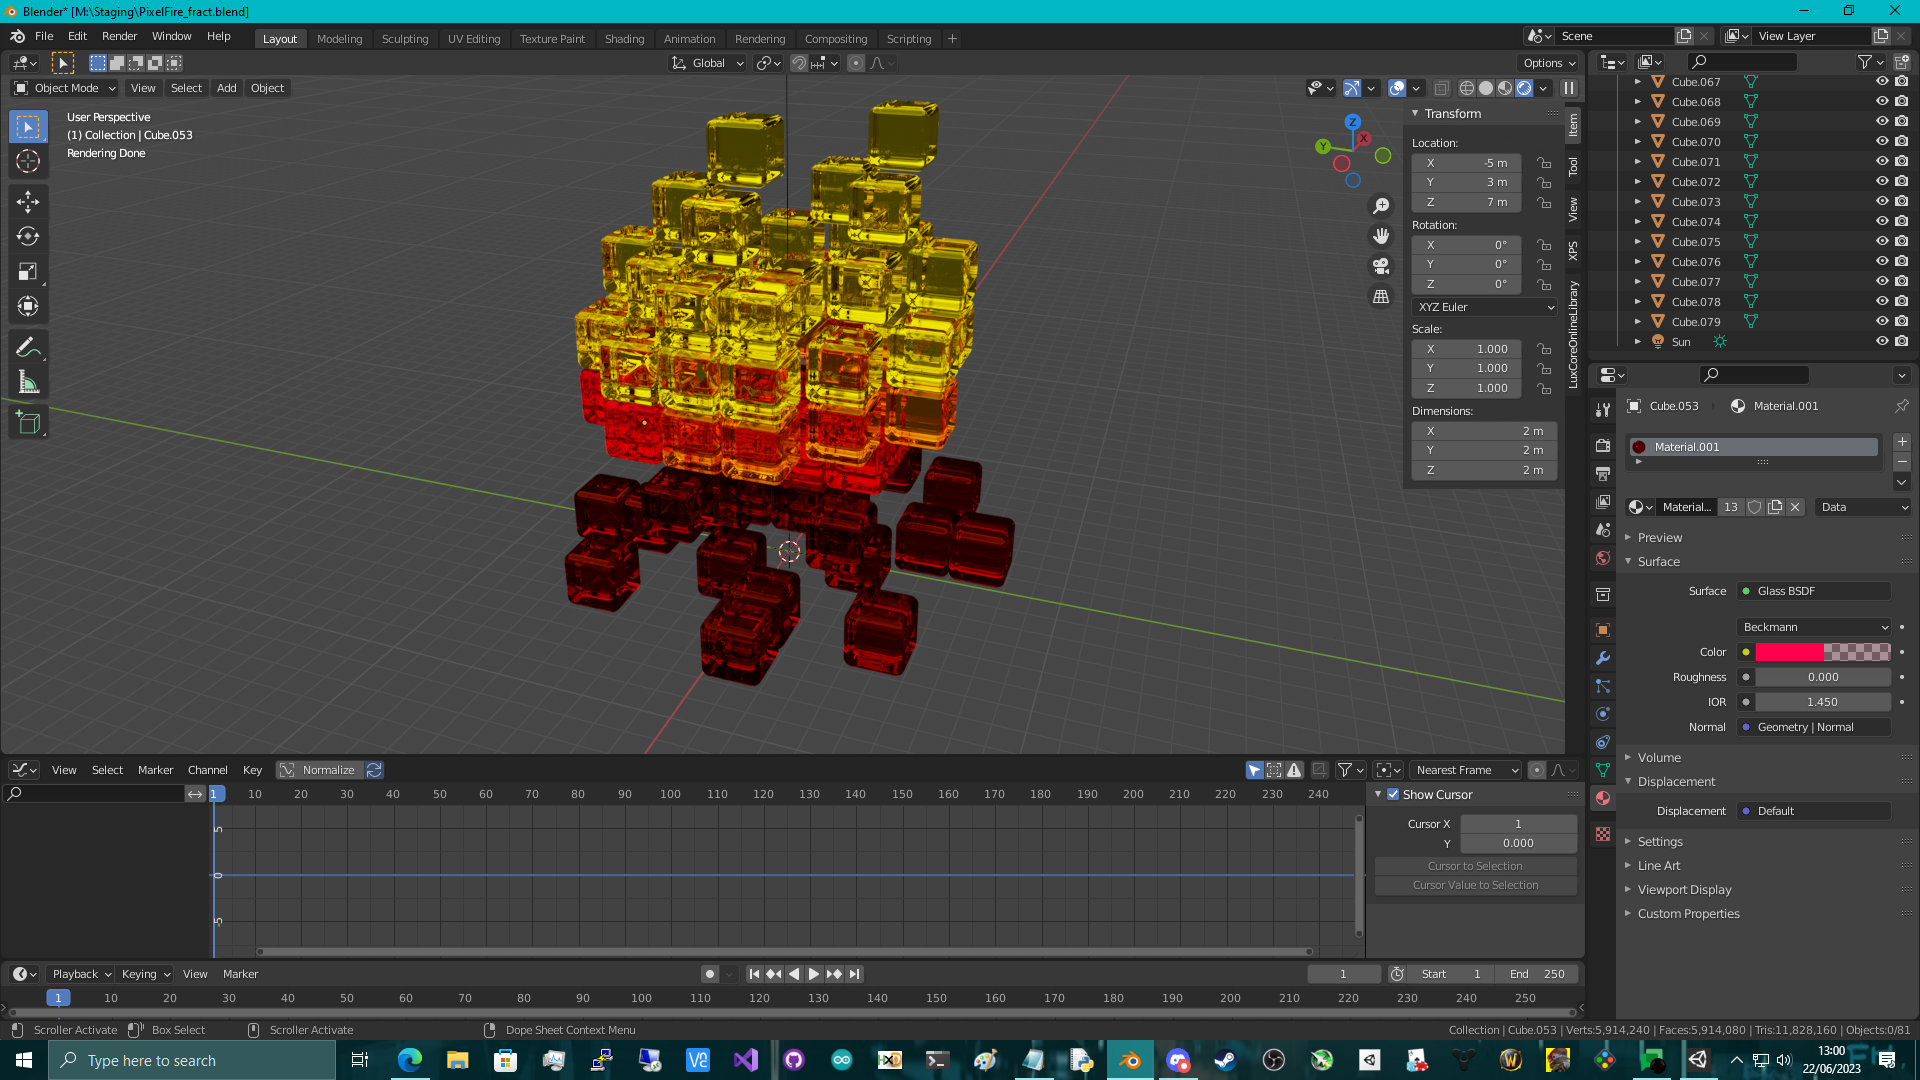 Blender* [M:\Staging\PixelFire_fract.blend]
File Edit Render Window Help Layout Modeling Sculpting UV Editing Texture Paint Shading Animation Rendering Compositing Scripting Scene View Layer
Global Options
Object Mode View Select Add Object
User Perspective
(1) Collection | Cube.053
Rendering Done
Z
X
Y
Transform
Location:
X -5 m
Y 3 m
Z 7 m
Rotation:
X 0°
Y 0°
Z 0°
XYZ Euler
Scale:
X 1.000
Y 1.000
Z 1.000
Dimensions:
X 2 m
Y 2 m
Z 2 m
Item
Tool
View
XPS
LuxCoreOnlineLibrary
Cube.067
Cube.068
Cube.069
Cube.070
Cube.071
Cube.072
Cube.073
Cube.074
Cube.075
Cube.076
Cube.077
Cube.078
Cube.079
Sun
Cube.053 Material.001
Material.001
Material... 13 Data
Preview
Surface
Surface Glass BSDF
Beckmann
Color
Roughness 0.000
IOR 1.450
Normal Geometry | Normal
Volume
Displacement
Displacement Default
Settings
Line Art
Viewport Display
Custom Properties
View Select Marker Channel Key Normalize Nearest Frame
1 10 20 30 40 50 60 70 80 90 100 110 120 130 140 150 160 170 180 190 200 210 220 230 240
5
0
-5
Show Cursor
Cursor X 1
Y 0.000
Cursor to Selection
Cursor Value to Selection
Playback Keying View Marker 1 Start 1 End 250
1 10 20 30 40 50 60 70 80 90 100 110 120 130 140 150 160 170 180 190 200 210 220 230 240 250
Scroller Activate Box Select Scroller Activate Dope Sheet Context Menu Collection | Cube.053 | Verts:5,914,240 | Faces:5,914,080 | Tris:11,828,160 | Objects:0/81
Type here to search
13:00
22/06/2023